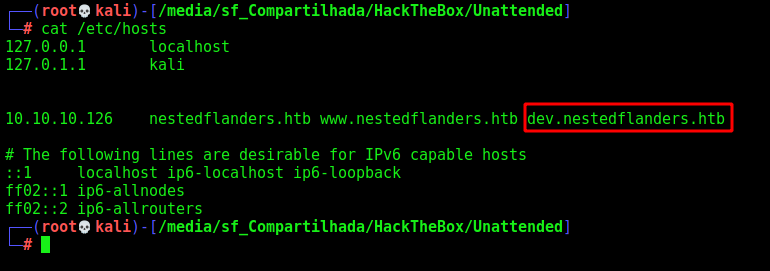 ┌──(root💀kali)-[/media/sf_Compartilhada/HackTheBox/Unattended]
└─# cat /etc/hosts
127.0.0.1       localhost
127.0.1.1       kali
10.10.10.126    nestedflanders.htb www.nestedflanders.htb dev.nestedflanders.htb
# The following lines are desirable for IPv6 capable hosts
::1     localhost ip6-localhost ip6-loopback
ff02::1 ip6-allnodes
ff02::2 ip6-allrouters
┌──(root💀kali)-[/media/sf_Compartilhada/HackTheBox/Unattended]
└─#